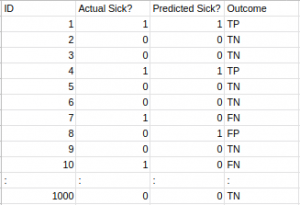 ID Actual Sick? Predicted Sick? Outcome
1 1 1 TP
2 0 0 TN
3 0 0 TN
4 1 1 TP
5 0 0 TN
6 0 0 TN
7 1 0 FN
8 0 1 FP
9 0 0 TN
10 1 0 FN
: : : :
1000 0 0 TN